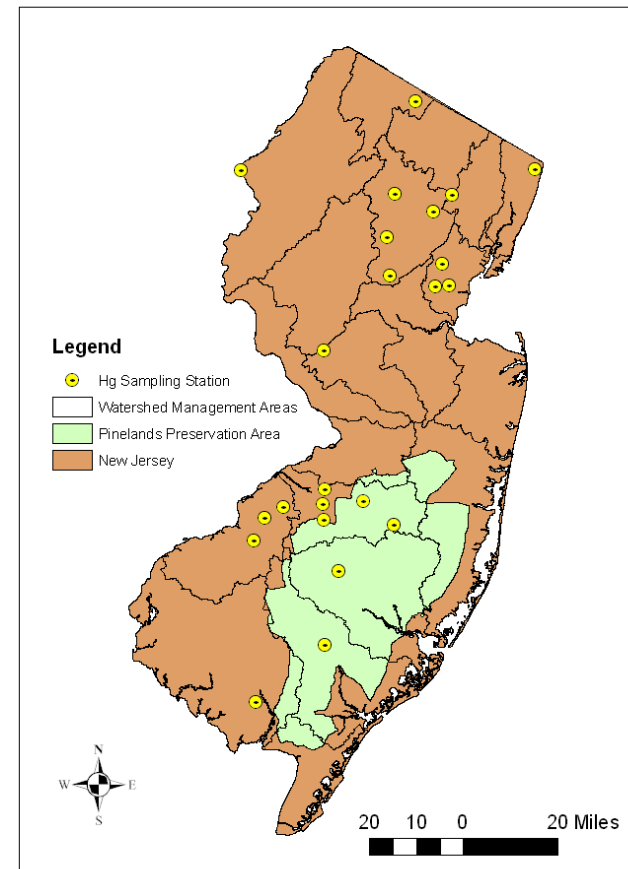 Legend
Hg Sampling Station
Watershed Management Areas
Pinelands Preservation Area
New Jersey
N
W E
S
20 10 0 20 Miles